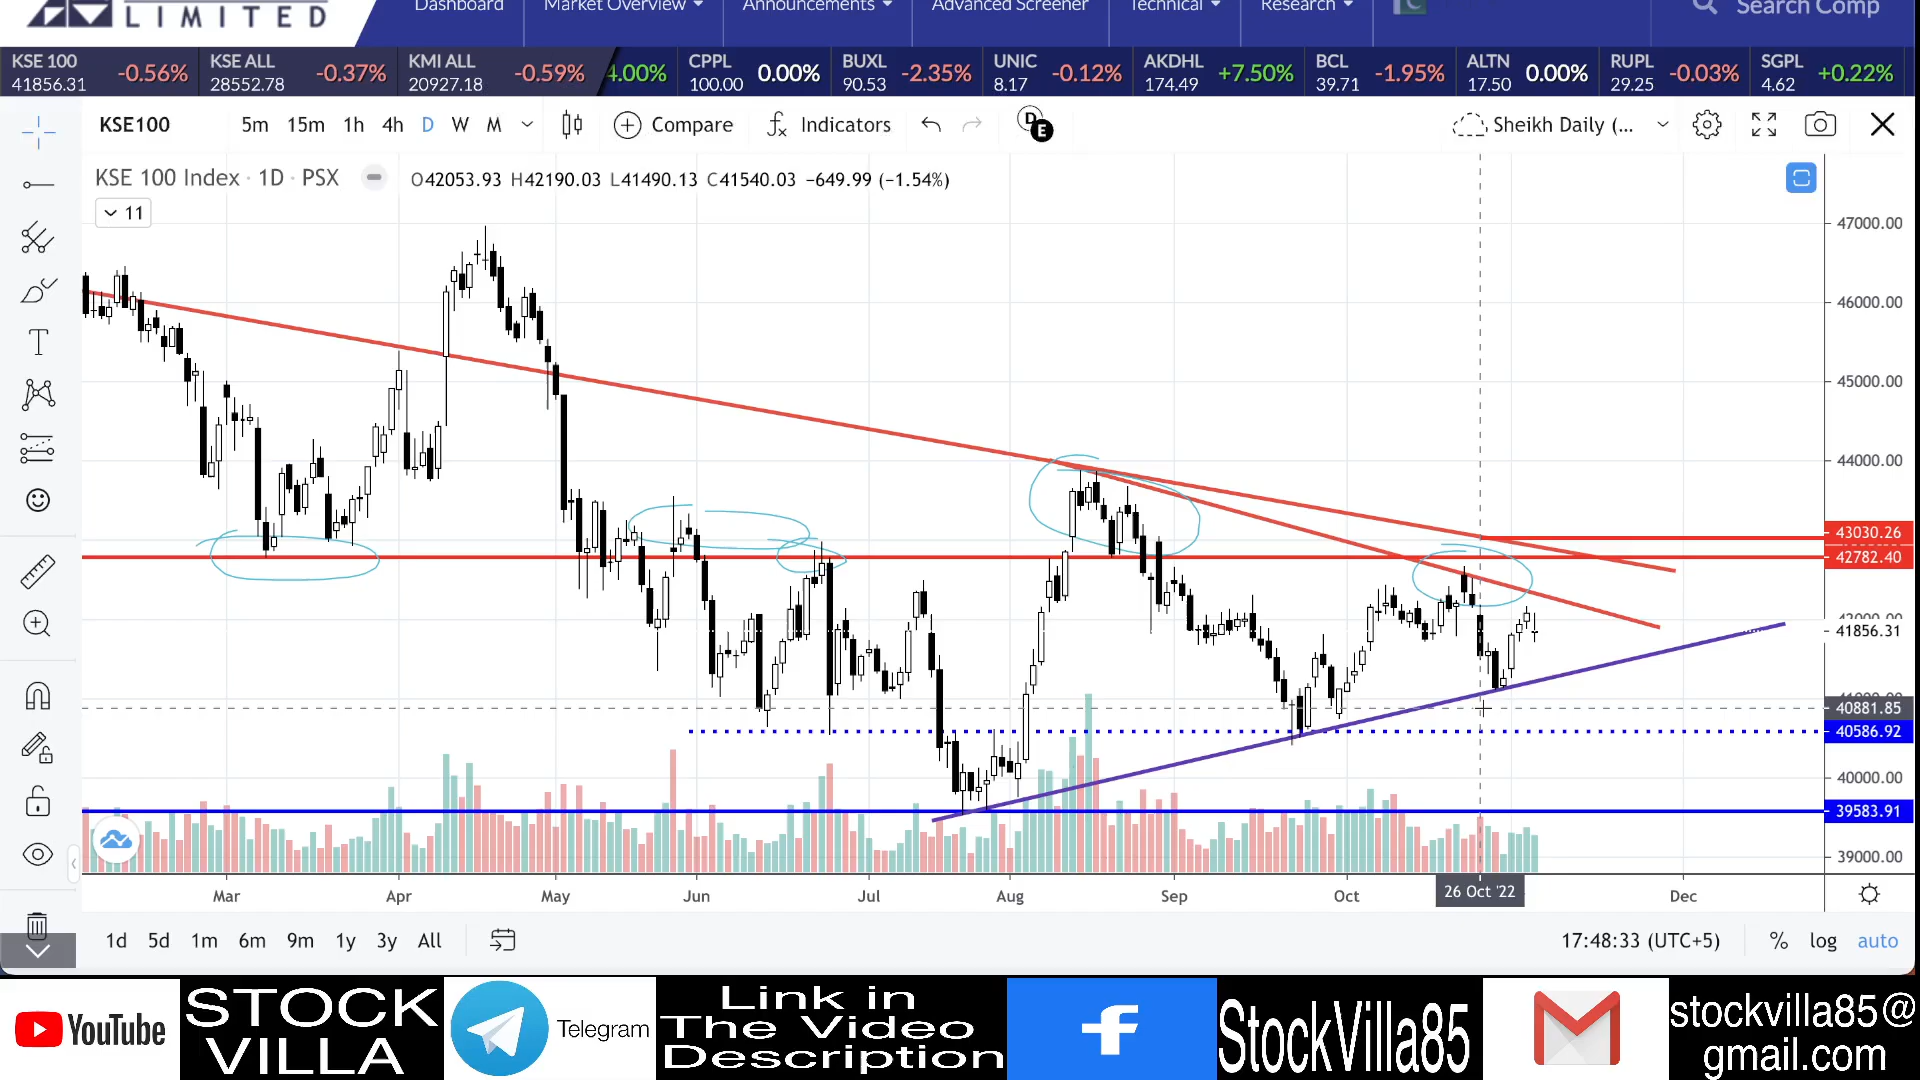 LIMITED
Dashboard Market Overview Announcements Advanced Screener Technical Research Search Comp
KSE 100 41856.31 -0.56% KSE ALL 28552.78 -0.37% KMI ALL 20927.18 -0.59% 4.00% CPPL 100.00 0.00% BUXL 90.53 -2.35% UNIC 8.17 -0.12% AKDHL 174.49 +7.50% BCL 39.71 -1.95% ALTN 17.50 0.00% RUPL 29.25 -0.03% SGPL 4.62 +0.22%
KSE100 5m 15m 1h 4h D W M Compare Indicators D E Sheikh Daily (...
KSE 100 Index · 1D · PSX O42053.93 H42190.03 L41490.13 C41540.03 −649.99 (−1.54%)
11
47000.00
46000.00
45000.00
44000.00
43030.26
42782.40
41856.31
40881.85
40586.92
40000.00
39583.91
39000.00
Mar Apr May Jun Jul Aug Sep Oct 26 Oct '22 Dec
1d 5d 1m 6m 9m 1y 3y All 17:48:33 (UTC+5) % log auto
YouTube
STOCK
VILLA
Telegram
Link in
The Video
Description
StockVilla85
stockvilla85@
gmail.com